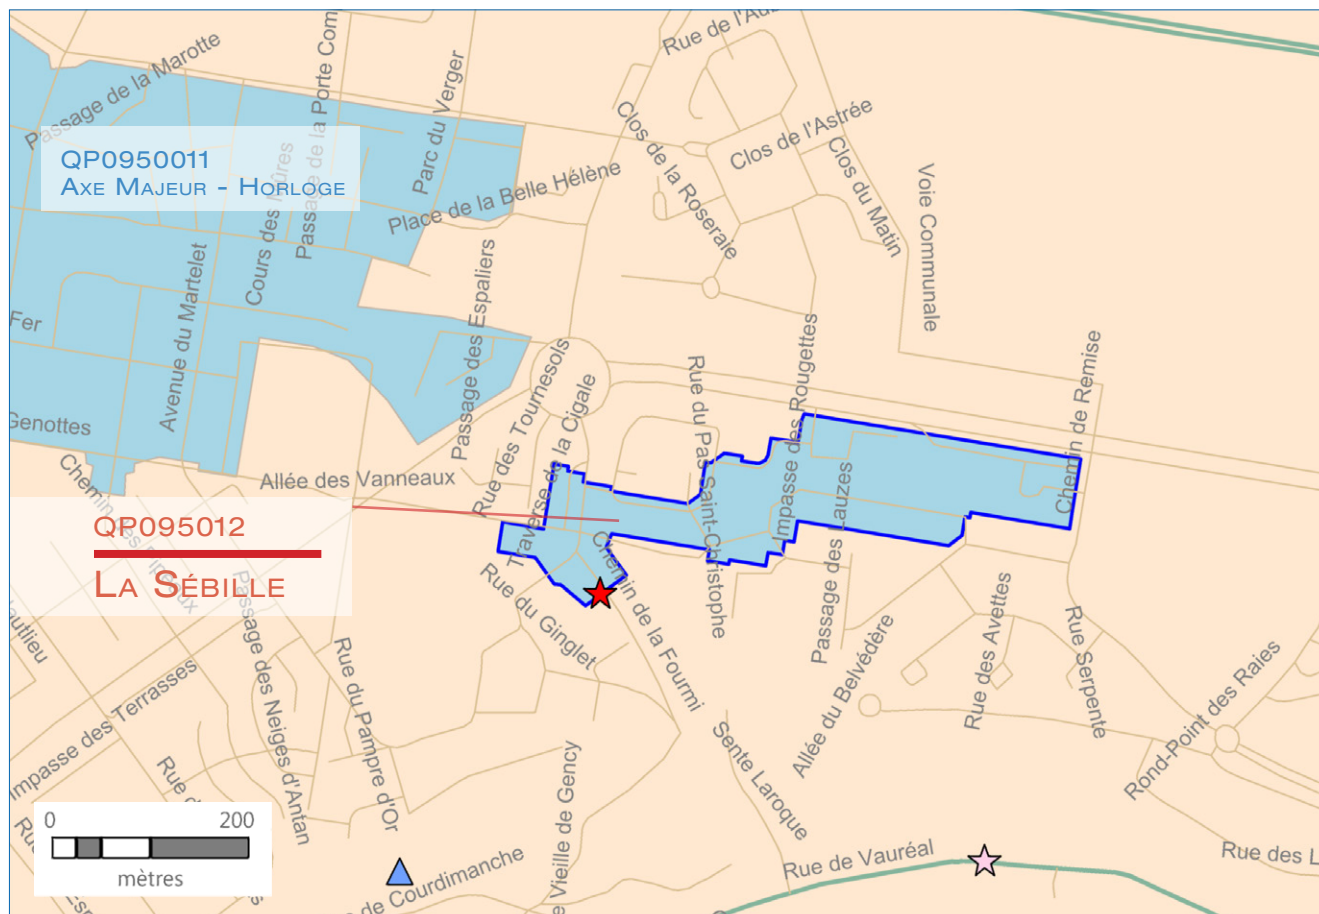 Rue de l'Au
Passage de la Marotte
Passage de la Porte Com
Parc du Verger
Clos de la Roseraie
Clos de l'Astrée
Clos du Matin
Voie Communale
QP0950011
Axe Majeur - Horloge
Cours des Mûres
Place de la Belle Hélène
Avenue du Martelet
Passage des Espaliers
Fer
Genottes
Rue des Tournesols
Traverse de la Cigale
Rue du Pas Saint-Christophe
Impasse des Rougettes
Chemin de Remise
Allée des Vanneaux
Passage des Lauzes
QP095012
La Sébille
Chemin de la Fourmi
Rue du Ginglet
Passage des Neiges d'Antan
Rue du Pampre d'Or
Impasse des Terrasses
Allée du Belvédère
Rue des Avettes
Rue Serpente
Rond-Point des Raies
Sente Laroque
Vieille de Gency
de Courdimanche
Rue de Vauréal
Rue des L
0 200
mètres